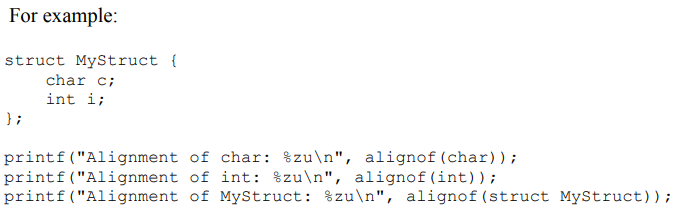 For example:
struct MyStruct {
    char c;
    int i;
};
printf("Alignment of char: %zu\n", alignof(char));
printf("Alignment of int: %zu\n", alignof(int));
printf("Alignment of MyStruct: %zu\n", alignof(struct MyStruct));